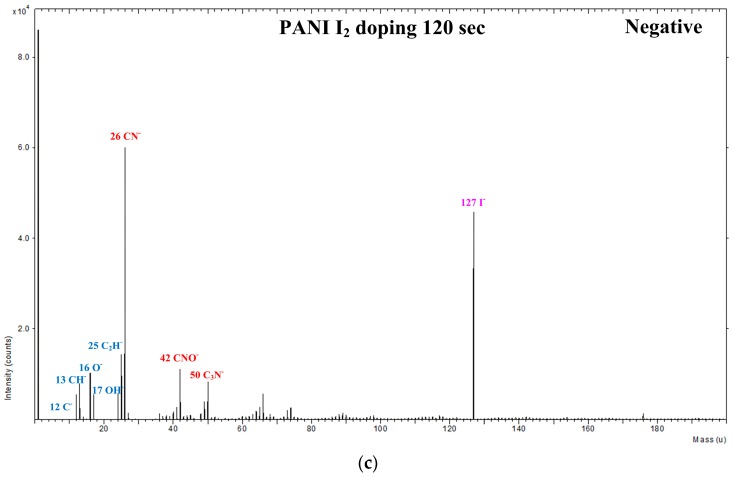 x10⁴
PANI I₂ doping 120 sec
Negative
8.0
26 CN⁻
6.0
127 I⁻
4.0
25 C₂H⁻
2.0
42 CNO⁻
16 O⁻
50 C₃N⁻
13 CH⁻
17 OH⁻
12 C⁻
Intensity (counts)
20
40
60
80
100
120
140
160
180
Mass (u)
(c)